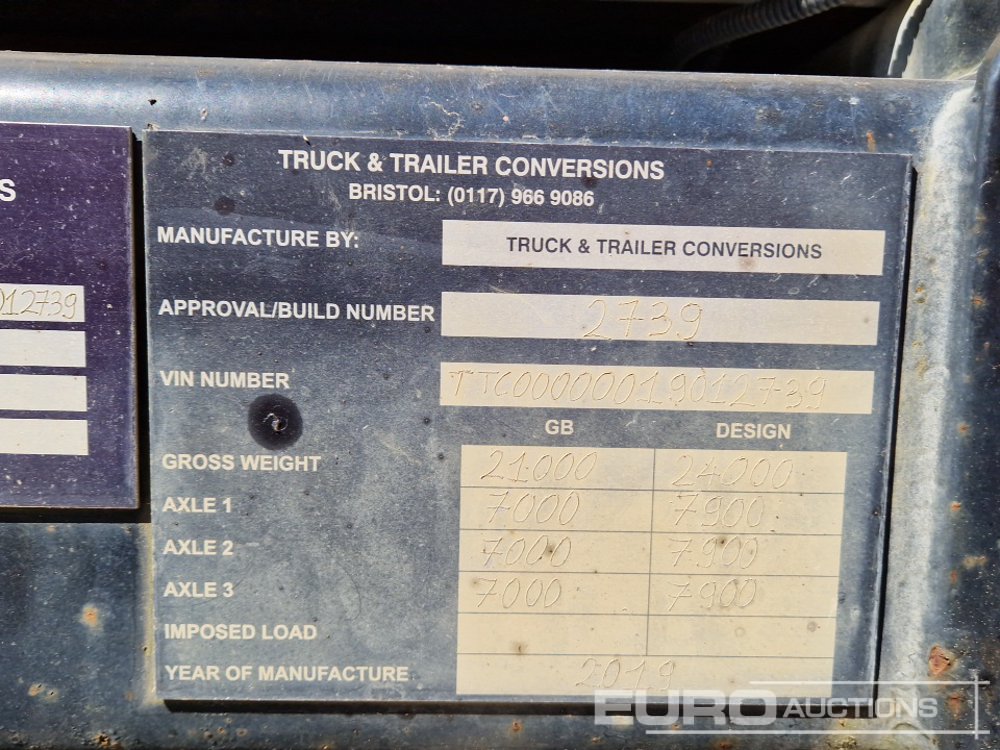 S
012739
TRUCK & TRAILER CONVERSIONS
BRISTOL: (0117) 966 9086
MANUFACTURE BY: TRUCK & TRAILER CONVERSIONS
APPROVAL/BUILD NUMBER 2739
VIN NUMBER TTC00000019012739
GB DESIGN
GROSS WEIGHT 21000 24000
AXLE 1 7000 7900
AXLE 2 7000 7900
AXLE 3 7000 7900
IMPOSED LOAD
YEAR OF MANUFACTURE 2019
EURO AUCTIONS